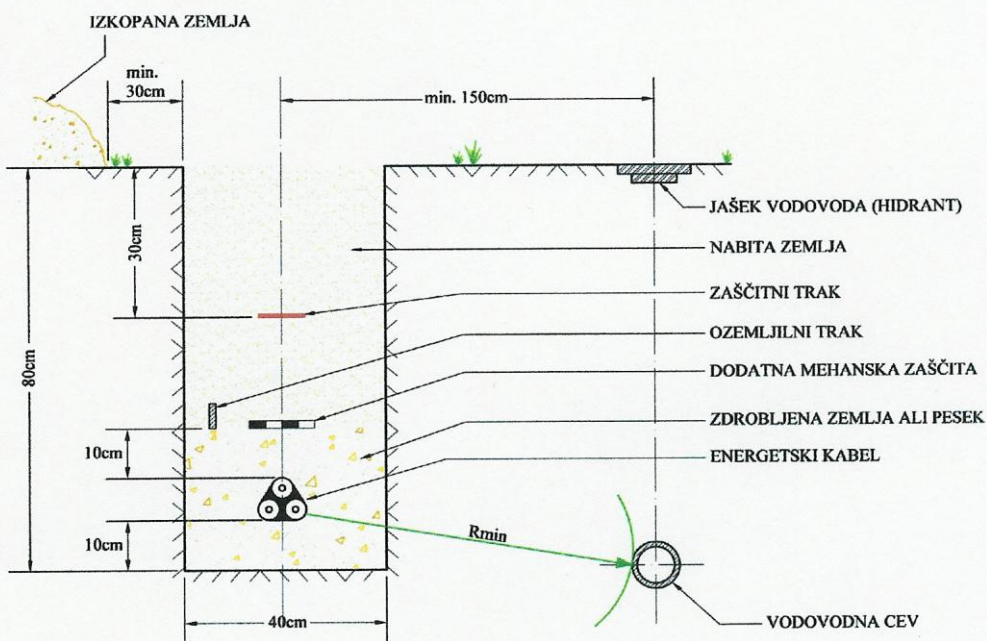 IZKOPANA ZEMLJA
min.
30cm
min. 150cm
JAŠEK VODOVODA (HIDRANT)
30cm
NABITA ZEMLJA
ZAŠČITNI TRAK
OZEMLJILNI TRAK
80cm
DODATNA MEHANSKA ZAŠČITA
ZDROBLJENA ZEMLJA ALI PESEK
10cm
ENERGETSKI KABEL
Rmin
10cm
40cm
VODOVODNA CEV